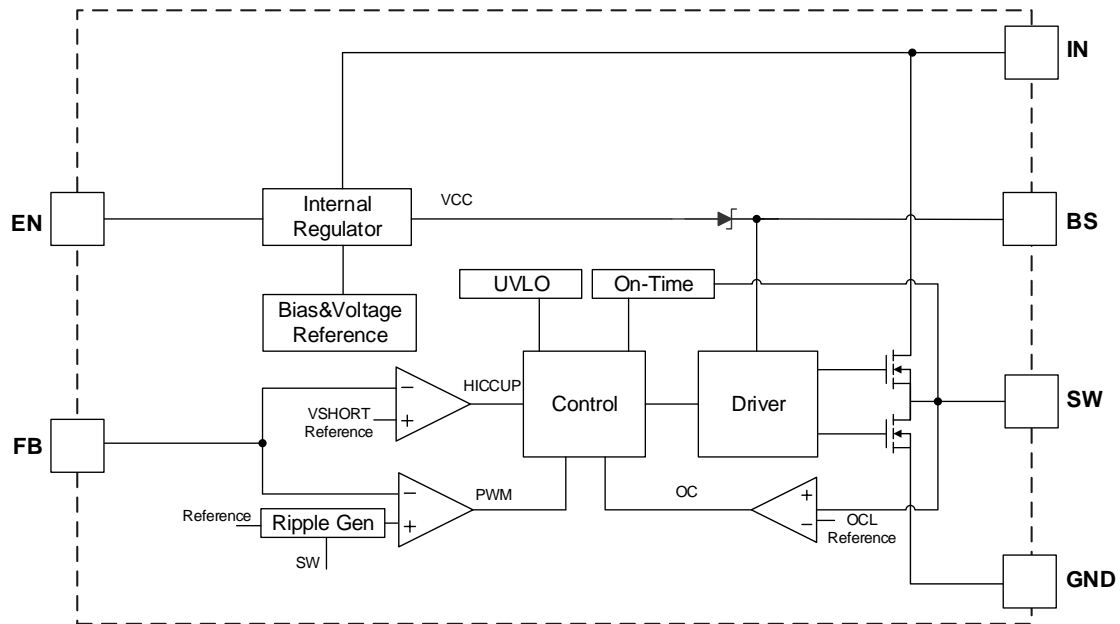 IN
EN
Internal
Regulator
VCC
BS
UVLO
On-Time
Bias&Voltage
Reference
HICCUP
VSHORT
Reference
Control
Driver
SW
FB
PWM
OC
Reference
Ripple Gen
SW
OCL
Reference
GND